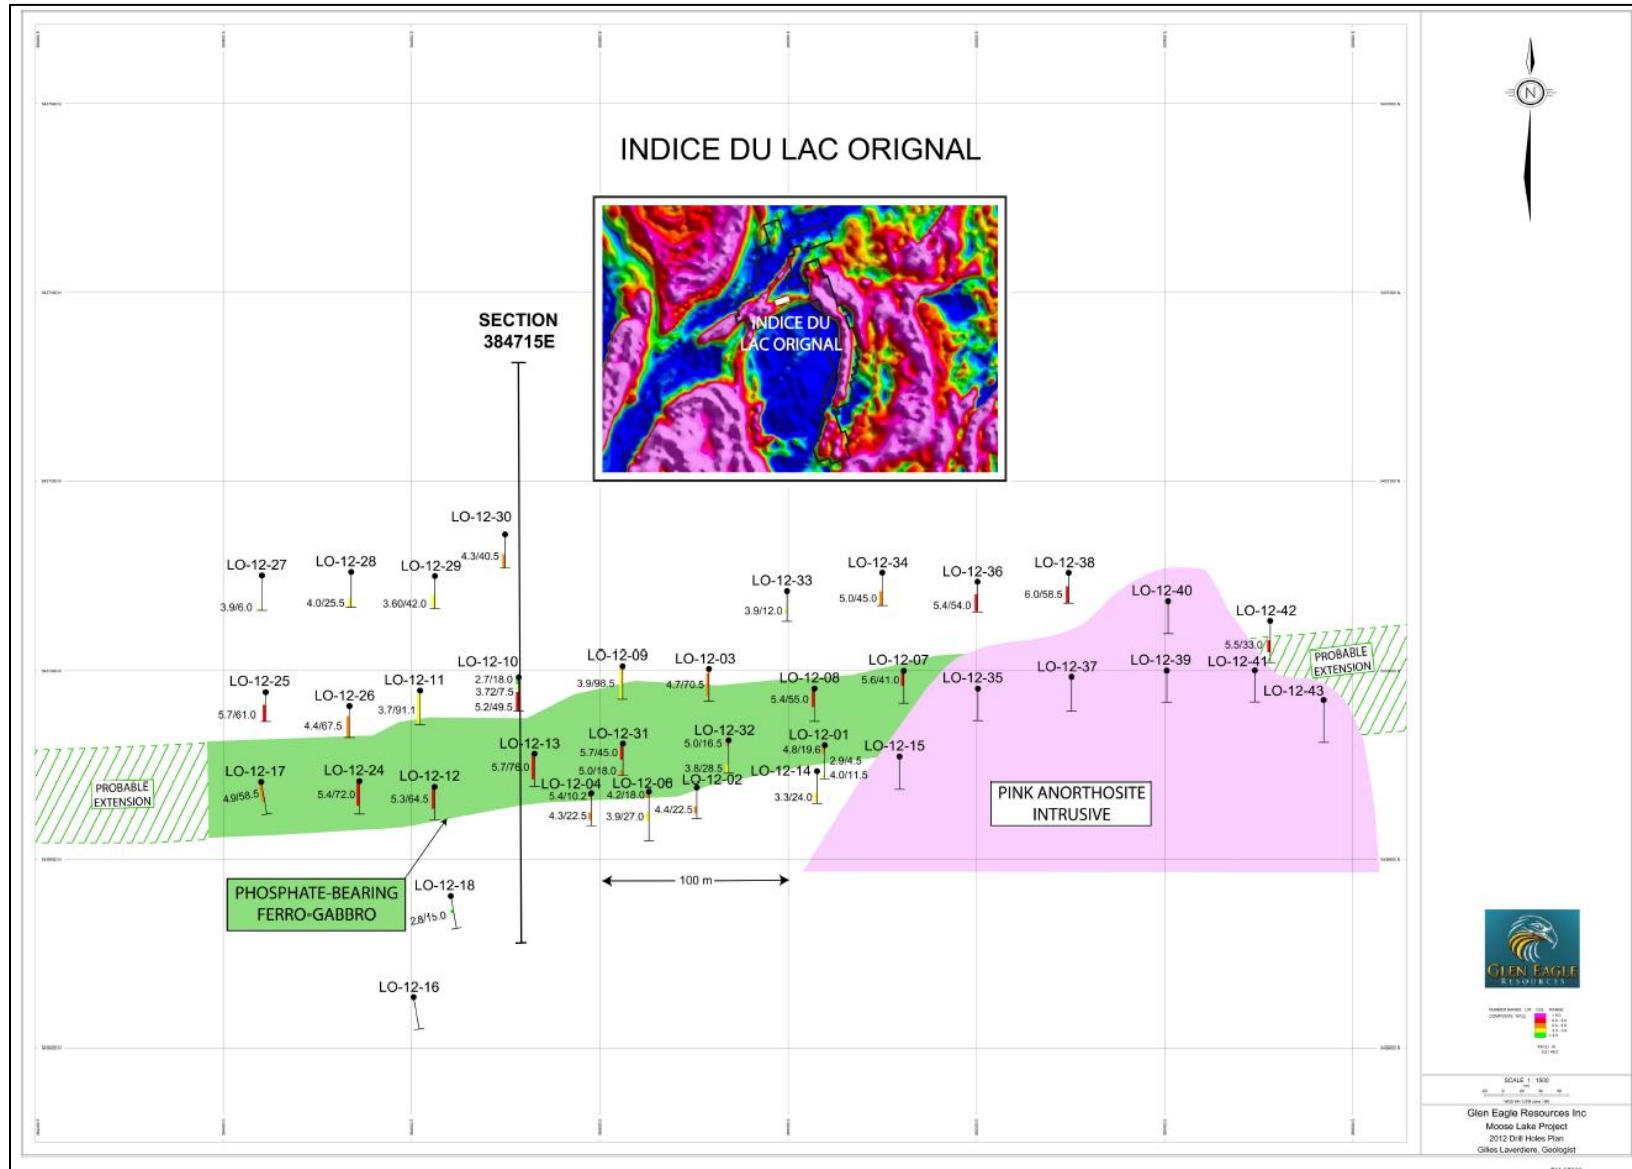 INDICE DU LAC ORIGNAL
N
INDICE DU
LAC ORIGNAL
SECTION
384715E
LO-12-30
4.3/40.5
LO-12-27
3.9/6.0
LO-12-28
4.0/25.5
LO-12-29
3.60/42.0
LO-12-33
3.9/12.0
LO-12-34
5.0/45.0
LO-12-36
5.4/54.0
LO-12-38
6.0/58.5
LO-12-40
LO-12-42
5.5/33.0
PROBABLE
EXTENSION
LO-12-25
5.7/61.0
LO-12-26
4.4/67.5
LO-12-11
3.7/91.1
LO-12-10
2.7/18.0
3.72/7.5
5.2/49.5
LO-12-09
3.9/98.5
LO-12-03
4.7/70.5
LO-12-08
5.4/55.0
LO-12-07
5.6/41.0
LO-12-35
LO-12-37
LO-12-39
LO-12-41
LO-12-43
PROBABLE
EXTENSION
LO-12-17
4.9/58.5
LO-12-24
5.4/72.0
LO-12-12
5.3/64.5
LO-12-13
5.7/76.0
LO-12-31
5.7/45.0
5.0/18.0
LO-12-32
5.0/16.5
3.8/28.5
LO-12-01
4.8/19.6
2.9/4.5
4.0/11.5
LO-12-15
LO-12-04
5.4/10.2
4.3/22.5
LO-12-06
4.2/18.0
3.9/27.0
LO-12-02
4.4/22.5
LO-12-14
3.3/24.0
PINK ANORTHOSITE
INTRUSIVE
100 m
PHOSPHATE-BEARING
FERRO-GABBRO
LO-12-18
2.8/15.0
LO-12-16
GLEN EAGLE
RESOURCES
SCALE 1 : 1500
Glen Eagle Resources Inc
Moose Lake Project
2012 Drill Holes Plan
Gilles Laverdiere, Geologist